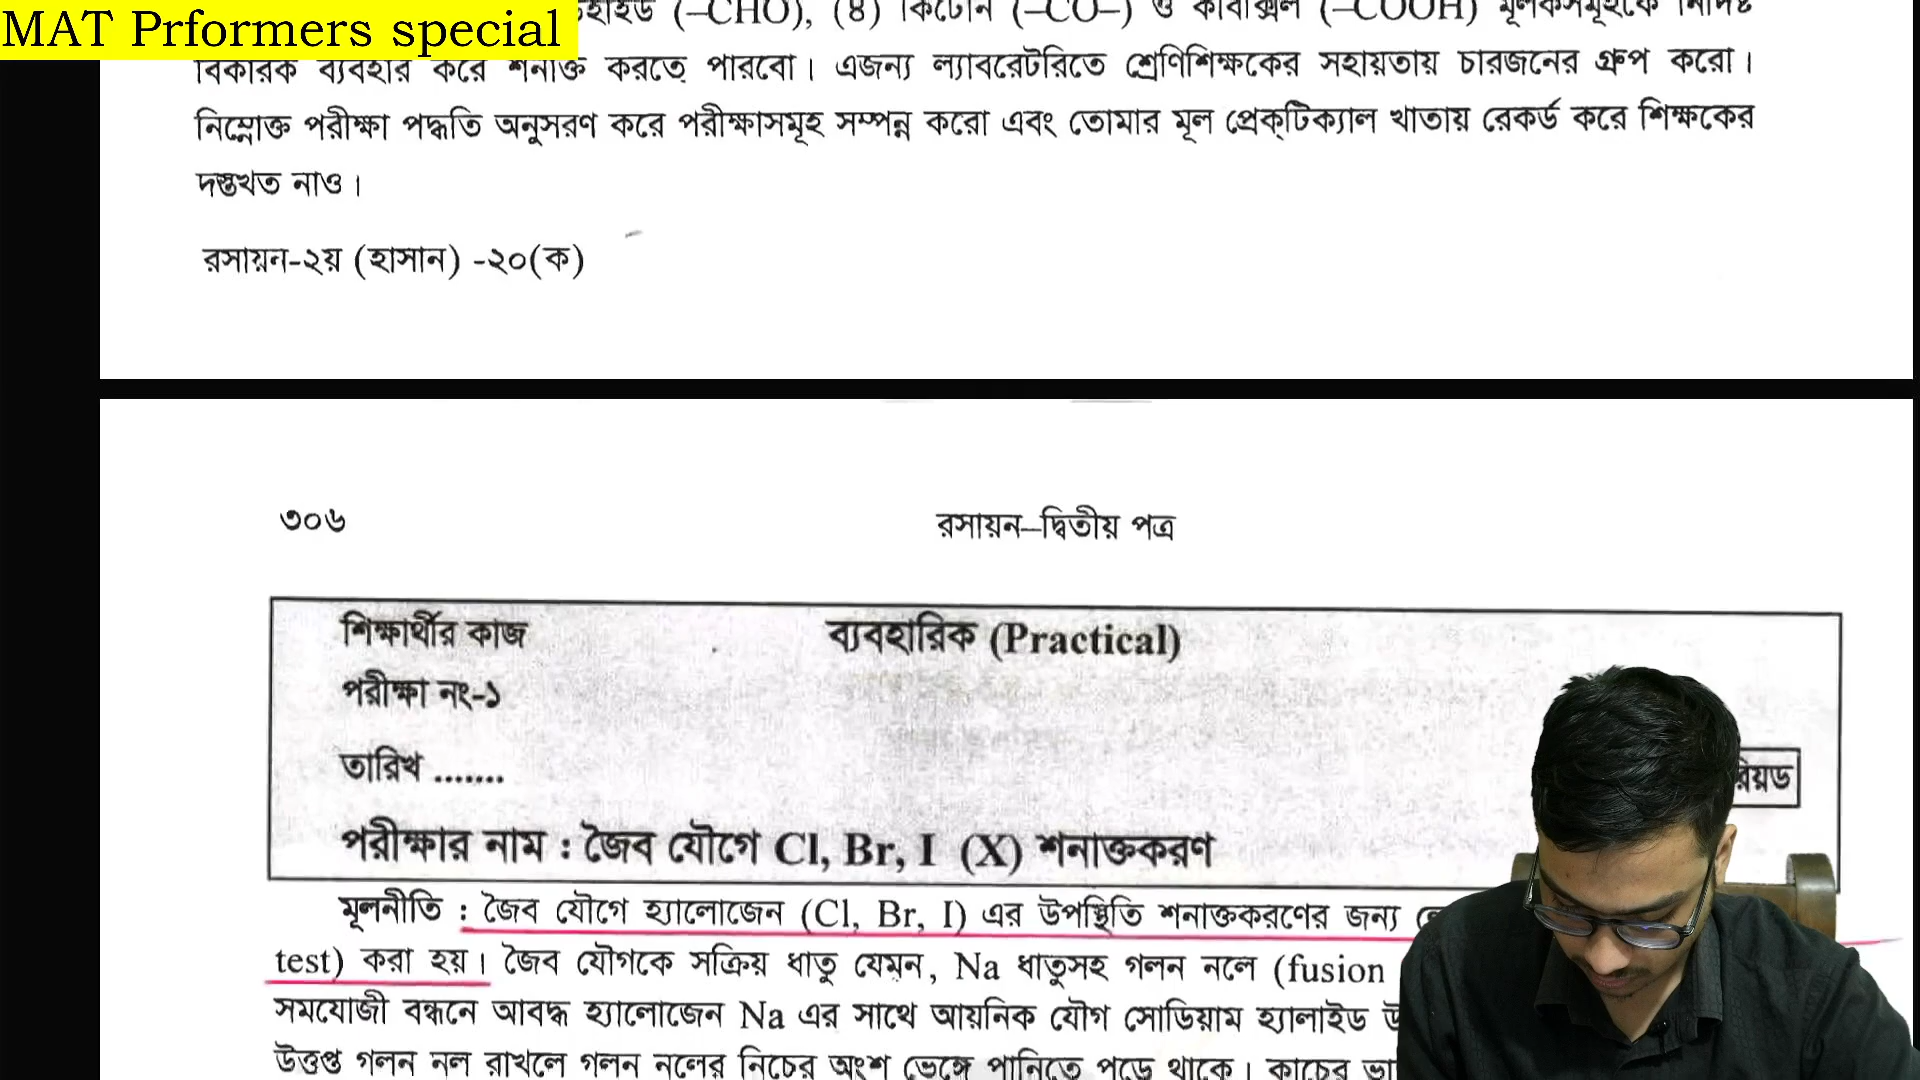 MAT Prformers special
(–CHO), (৪) কিটোন (–CO–) ও কার্বক্সিল (–COOH) মূলকসমূহকে নির্দিষ্ট
বিকারক ব্যবহার করে শনাক্ত করতে পারবো। এজন্য ল্যাবরেটরিতে শ্রেণিশিক্ষকের সহায়তায় চারজনের গ্রুপ করো।
নিম্নোক্ত পরীক্ষা পদ্ধতি অনুসরণ করে পরীক্ষাসমূহ সম্পন্ন করো এবং তোমার মূল প্রেক্‌টিক্যাল খাতায় রেকর্ড করে শিক্ষকের
দস্তখত নাও।
রসায়ন-২য় (হাসান) -২০(ক)
৩০৬
রসায়ন–দ্বিতীয় পত্র
শিক্ষার্থীর কাজ
ব্যবহারিক (Practical)
পরীক্ষা নং-১
তারিখ .......
পরীক্ষার নাম : জৈব যৌগে Cl, Br, I (X) শনাক্তকরণ
মূলনীতি : জৈব যৌগে হ্যালোজেন (Cl, Br, I) এর উপস্থিতি শনাক্তকরণের জন্য
test) করা হয়। জৈব যৌগকে সক্রিয় ধাতু যেমন, Na ধাতুসহ গলন নলে (fusion
সমযোজী বন্ধনে আবদ্ধ হ্যালোজেন Na এর সাথে আয়নিক যৌগ সোডিয়াম হ্যালাইড
উত্তপ্ত গলন নল রাখলে গলন নলের নিচের অংশ ভেঙ্গে পানিতে পড়ে থাকে। কাচের